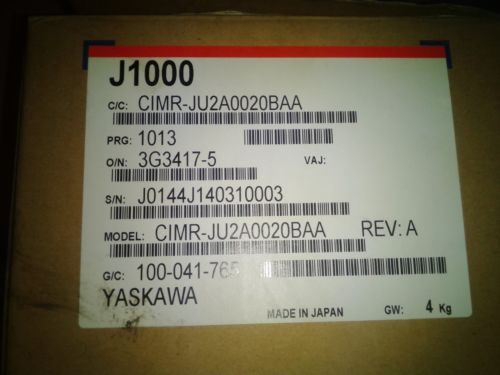 J1000
C/C: CIMR-JU2A0020BAA
PRG: 1013
O/N: 3G3417-5 VAJ:
S/N: J0144J140310003
MODEL: CIMR-JU2A0020BAA REV: A
G/C: 100-041-765
YASKAWA MADE IN JAPAN GW: 4 Kg